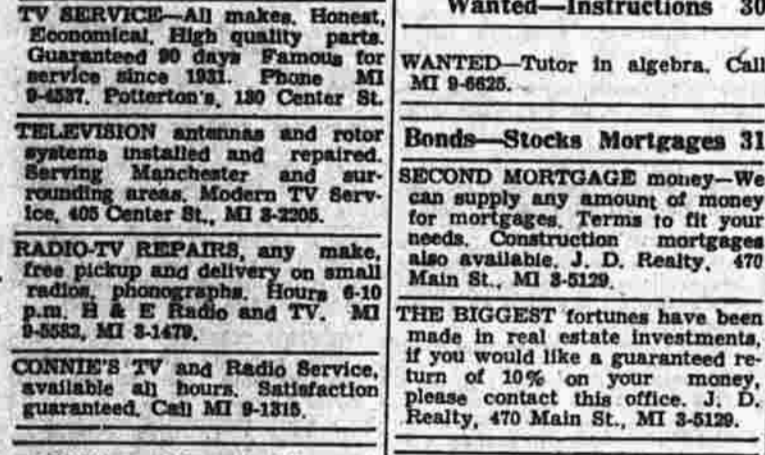 TV SERVICE—All makes. Honest,
Economical, High quality parts.
Guaranteed 90 days Famous for
service since 1931. Phone MI
9-4537. Potterton's, 130 Center St.
TELEVISION antennas and rotor
systems installed and repaired.
Serving Manchester and sur-
rounding areas. Modern TV Serv-
ice, 405 Center St., MI 3-2205.
RADIO-TV REPAIRS, any make,
free pickup and delivery on small
radios, phonographs. Hours 6-10
p.m. H & E Radio and TV. MI
9-5582, MI 3-1479.
CONNIE'S TV and Radio Service,
available all hours. Satisfaction
guaranteed. Call MI 9-1315.
Wanted—Instructions 30
WANTED—Tutor in algebra. Call
MI 9-6625.
Bonds—Stocks Mortgages 31
SECOND MORTGAGE money—We
can supply any amount of money
for mortgages. Terms to fit your
needs. Construction mortgages
also available. J. D. Realty, 470
Main St., MI 3-5129.
THE BIGGEST fortunes have been
made in real estate investments,
if you would like a guaranteed re-
turn of 10% on your money,
please contact this office. J. D.
Realty, 470 Main St., MI 3-5129.